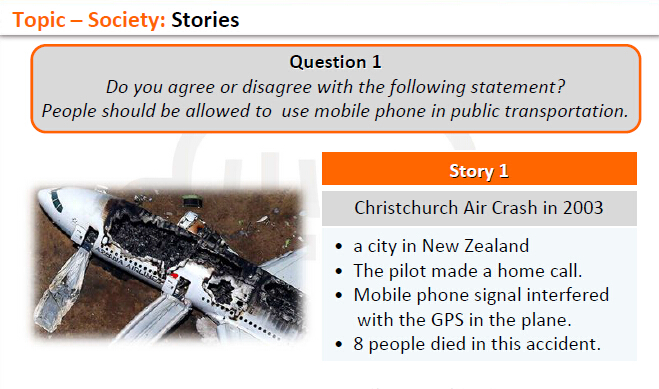 Topic – Society: Stories
Question 1
Do you agree or disagree with the following statement?
People should be allowed to use mobile phone in public transportation.
Story 1
Christchurch Air Crash in 2003
• a city in New Zealand
• The pilot made a home call.
• Mobile phone signal interfered
with the GPS in the plane.
• 8 people died in this accident.